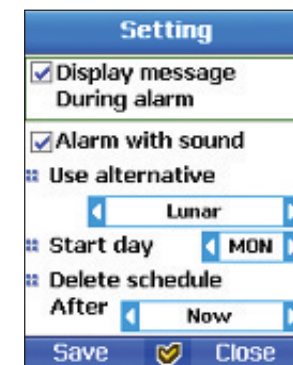 Setting
Display message
During alarm
Alarm with sound
Use alternative
Lunar
Start day MON
Delete schedule
After Now
Save Close